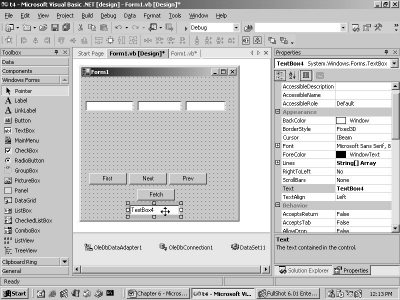 t4 - Microsoft Visual Basic .NET [design] - Form1.vb [Design]*
File Edit View Project Build Debug Data Format Tools Window Help
Debug
Toolbox
Start Page Form1.vb [Design]* Form1.vb*
Properties
Data
Components
Windows Forms
Pointer
Label
LinkLabel
Button
TextBox
MainMenu
CheckBox
RadioButton
GroupBox
PictureBox
Panel
DataGrid
ListBox
CheckedListBox
ComboBox
ListView
TreeView
Clipboard Ring
General
Form1
First Next Prev
Fetch
TextBox4
OleDbDataAdapter1 OleDbConnection1 DataSet11
TextBox4 System.Windows.Forms.TextBox
AccessibleDescription
AccessibleName
AccessibleRole Default
Appearance
BackColor Window
BorderStyle Fixed3D
Cursor IBeam
Font Microsoft Sans Serif, 8
ForeColor WindowText
Lines String[] Array
RightToLeft No
ScrollBars None
Text TextBox4
TextAlign Left
Behavior
AcceptsReturn False
AcceptsTab False
AllowDrop False
Text
The text contained in the control.
Solution Explorer Properties
Start Chapter 6 - Micros... t4 - Microsoft Vi... FullShot 6.01 Enter... 12:13 PM